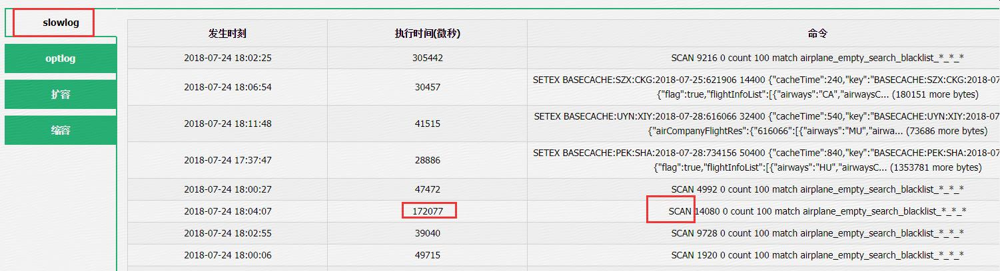 slowlog
optlog
扩容
缩容
发生时刻 执行时间(微秒) 命令
2018-07-24 18:02:25 305442 SCAN 9216 0 count 100 match airplane_empty_search_blacklist_*_*_*
2018-07-24 18:06:54 30457 SETEX BASECACHE:SZX:CKG:2018-07-25:621906 14400 {"cacheTime":240,"key":"BASECACHE:SZX:CKG:2018-07
{"flag":true,"flightInfoList":[{"airways":"CA","airwaysC... (180151 more bytes)
2018-07-24 18:11:48 41515 SETEX BASECACHE:UYN:XIY:2018-07-28:616066 32400 {"cacheTime":540,"key":"BASECACHE:UYN:XIY:2018-07
{"airCompanyFlightRes":{"616066":[{"airways":"MU","airwa... (73686 more bytes)
2018-07-24 17:37:47 28886 SETEX BASECACHE:PEK:SHA:2018-07-28:734156 50400 {"cacheTime":840,"key":"BASECACHE:PEK:SHA:2018-07
{"flag":true,"flightInfoList":[{"airways":"HU","airwaysC... (1353781 more bytes)
2018-07-24 18:00:27 47472 SCAN 4992 0 count 100 match airplane_empty_search_blacklist_*_*_*
2018-07-24 18:04:07 172077 SCAN 14080 0 count 100 match airplane_empty_search_blacklist_*_*_*
2018-07-24 18:02:55 39040 SCAN 9728 0 count 100 match airplane_empty_search_blacklist_*_*_*
2018-07-24 18:00:06 49715 SCAN 1920 0 count 100 match airplane_empty_search_blacklist_*_*_*